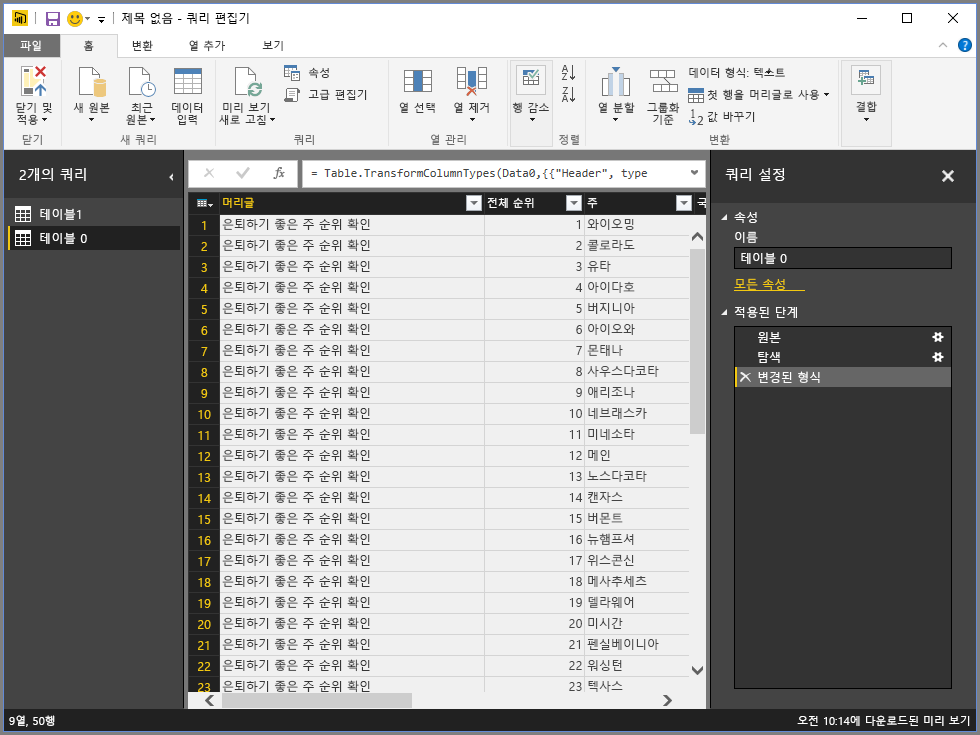 제목 없음 - 쿼리 편집기
파일 홈 변환 열 추가 보기
닫기 및 적용
새 원본
최근 원본
데이터 입력
미리 보기 새로 고침
속성
고급 편집기
열 선택
열 제거
행 감소
열 분할
그룹화 기준
데이터 형식: 텍스트
첫 행을 머리글로 사용
값 바꾸기
결합
닫기 새 쿼리 쿼리 열 관리 정렬 변환
2개의 쿼리
테이블1
테이블 0
fx = Table.TransformColumnTypes(Data0,{{"Header", type
머리글 전체 순위 주 국
1 은퇴하기 좋은 주 순위 확인 1 와이오밍
2 은퇴하기 좋은 주 순위 확인 2 콜로라도
3 은퇴하기 좋은 주 순위 확인 3 유타
4 은퇴하기 좋은 주 순위 확인 4 아이다호
5 은퇴하기 좋은 주 순위 확인 5 버지니아
6 은퇴하기 좋은 주 순위 확인 6 아이오와
7 은퇴하기 좋은 주 순위 확인 7 몬태나
8 은퇴하기 좋은 주 순위 확인 8 사우스다코타
9 은퇴하기 좋은 주 순위 확인 9 애리조나
10 은퇴하기 좋은 주 순위 확인 10 네브래스카
11 은퇴하기 좋은 주 순위 확인 11 미네소타
12 은퇴하기 좋은 주 순위 확인 12 메인
13 은퇴하기 좋은 주 순위 확인 13 노스다코타
14 은퇴하기 좋은 주 순위 확인 14 캔자스
15 은퇴하기 좋은 주 순위 확인 15 버몬트
16 은퇴하기 좋은 주 순위 확인 16 뉴햄프셔
17 은퇴하기 좋은 주 순위 확인 17 위스콘신
18 은퇴하기 좋은 주 순위 확인 18 메사추세츠
19 은퇴하기 좋은 주 순위 확인 19 델라웨어
20 은퇴하기 좋은 주 순위 확인 20 미시간
21 은퇴하기 좋은 주 순위 확인 21 펜실베이니아
22 은퇴하기 좋은 주 순위 확인 22 워싱턴
23 은퇴하기 좋은 주 순위 확인 23 텍사스
쿼리 설정
속성
이름
테이블 0
모든 속성
적용된 단계
원본
탐색
변경된 형식
9열, 50행
오전 10:14에 다운로드된 미리 보기